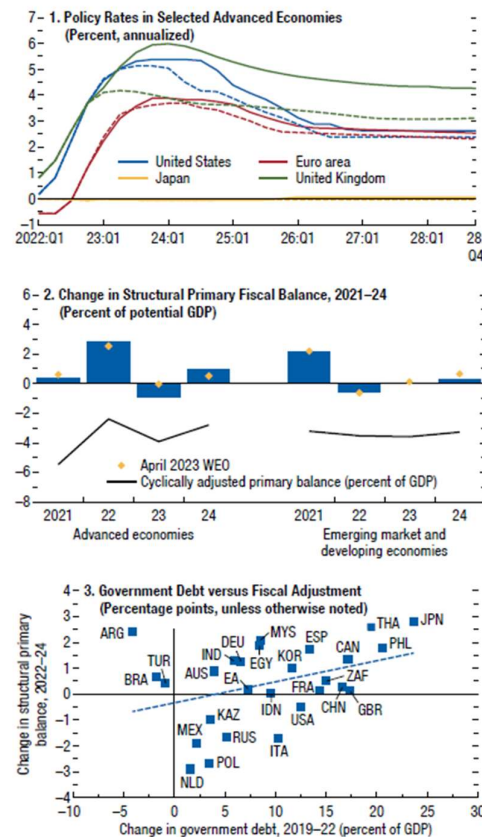 1. Policy Rates in Selected Advanced Economies
(Percent, annualized)
7
6
5
4
3
2
1
0
−1
United States
Euro area
Japan
United Kingdom
2022:Q1
23:Q1
24:Q1
25:Q1
26:Q1
27:Q1
28:Q1
28:
Q4
2. Change in Structural Primary Fiscal Balance, 2021–24
(Percent of potential GDP)
6
4
2
0
−2
−4
−6
−8
April 2023 WEO
Cyclically adjusted primary balance (percent of GDP)
2021
22
23
24
2021
22
23
24
Advanced economies
Emerging market and
developing economies
3. Government Debt versus Fiscal Adjustment
(Percentage points, unless otherwise noted)
Change in structural primary
balance, 2022–24
4
3
2
1
0
−1
−2
−3
−4
ARG
TUR
BRA
IND
DEU
MYS
EGY
AUS
EA
KOR
ESP
CAN
THA
JPN
PHL
FRA
ZAF
CHN
GBR
IDN
USA
KAZ
MEX
RUS
ITA
POL
NLD
−10
−5
0
5
10
15
20
25
30
Change in government debt, 2019–22 (percent of GDP)